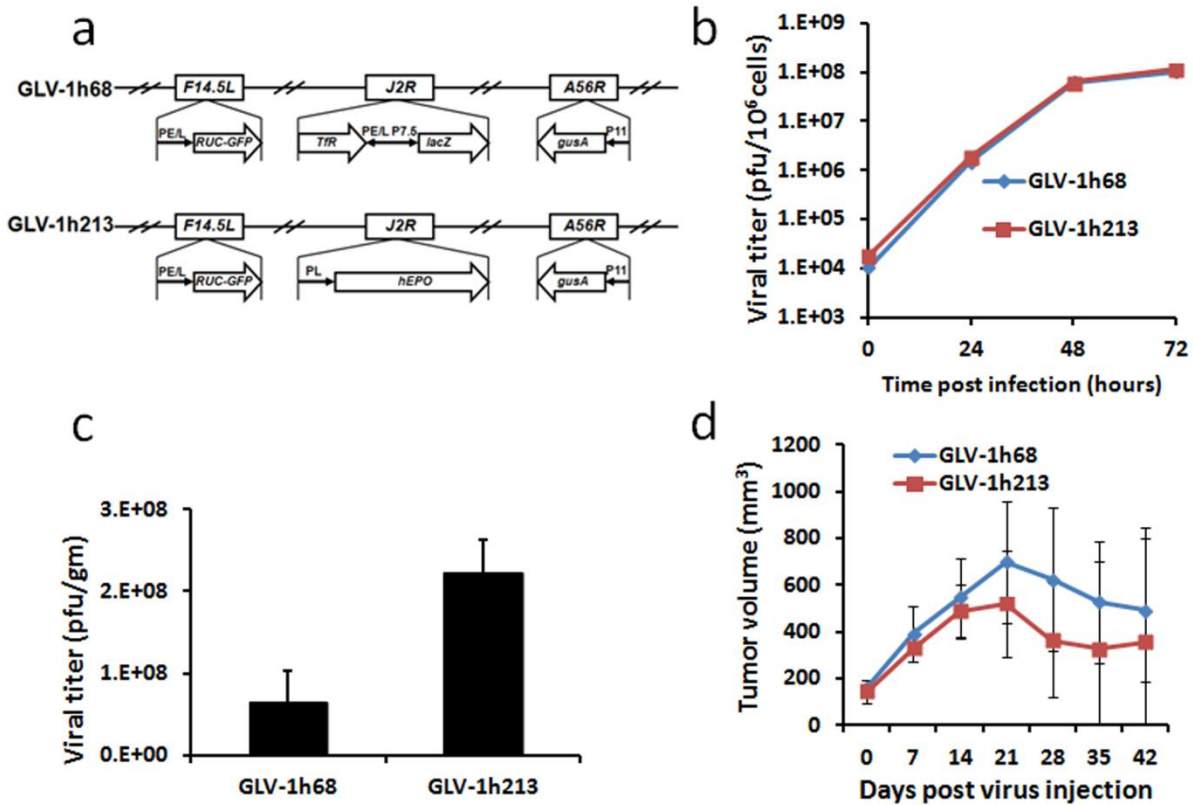 a
GLV-1h68
F14.5L J2R A56R
PE/L RUC-GFP TfR PE/L P7.5 lacZ gusA P11
GLV-1h213
F14.5L J2R A56R
PE/L RUC-GFP PL hEPO gusA P11
b
Viral titer (pfu/10⁶cells)
1.E+09
1.E+08
1.E+07
1.E+06
1.E+05
1.E+04
1.E+03
GLV-1h68
GLV-1h213
0 24 48 72
Time post infection (hours)
c
Viral titer (pfu/gm)
3.E+08
2.E+08
1.E+08
0.E+00
GLV-1h68 GLV-1h213
d
Tumor volume (mm³)
1200
1000
800
600
400
200
0
GLV-1h68
GLV-1h213
0 7 14 21 28 35 42
Days post virus injection